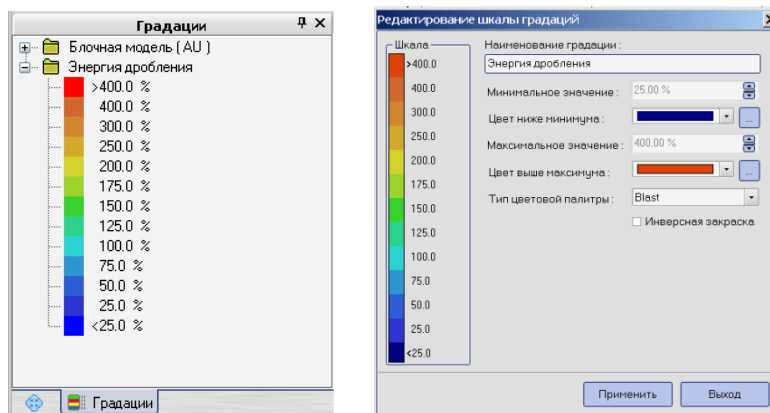 Градации
Блочная модель ( AU )
Энергия дробления
>400.0 %
400.0 %
300.0 %
250.0 %
200.0 %
175.0 %
150.0 %
125.0 %
100.0 %
75.0 %
50.0 %
25.0 %
<25.0 %
Градации
Редактирование шкалы градаций
Шкала
>400.0
400.0
300.0
250.0
200.0
175.0
150.0
125.0
100.0
75.0
50.0
25.0
<25.0
Наименование градации :
Энергия дробления
Минимальное значение : 25.00 %
Цвет ниже минимума : ...
Максимальное значение : 400.00 %
Цвет выше максимума : ...
Тип цветовой палитры : Blast
Инверсная закраска
Применить Выход